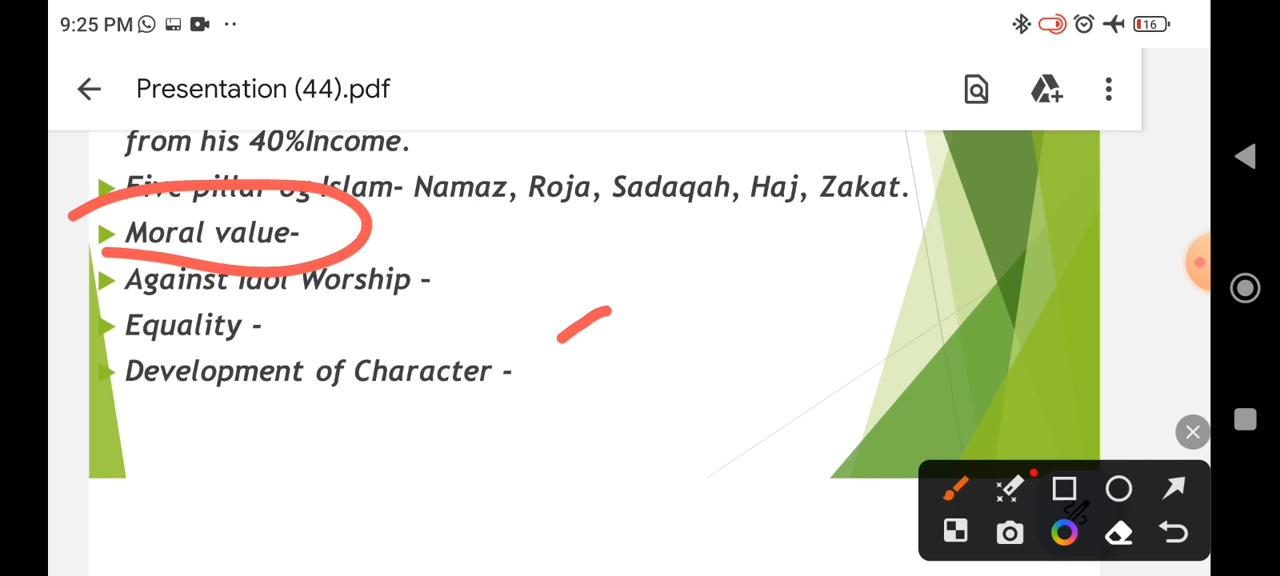 9:25 PM
16
Presentation (44).pdf
from his 40%Income.
Five pillar og Islam- Namaz, Roja, Sadaqah, Haj, Zakat.
Moral value-
Against Idol Worship -
Equality -
Development of Character -